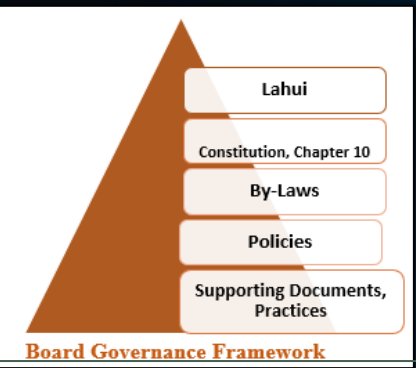 Lahui
Constitution, Chapter 10
By-Laws
Policies
Supporting Documents,
Practices
Board Governance Framework